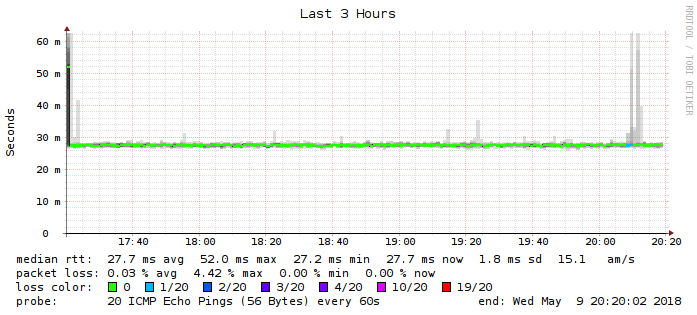 Last 3 Hours
RRDTOOL / TOBI OETIKER
Seconds
60 m
50 m
40 m
30 m
20 m
10 m
0
17:40 18:00 18:20 18:40 19:00 19:20 19:40 20:00 20:20
median rtt: 27.7 ms avg 52.0 ms max 27.2 ms min 27.7 ms now 1.8 ms sd 15.1 am/s
packet loss: 0.03 % avg 4.42 % max 0.00 % min 0.00 % now
loss color: 0 1/20 2/20 3/20 4/20 10/20 19/20
probe: 20 ICMP Echo Pings (56 Bytes) every 60s end: Wed May 9 20:20:02 2018